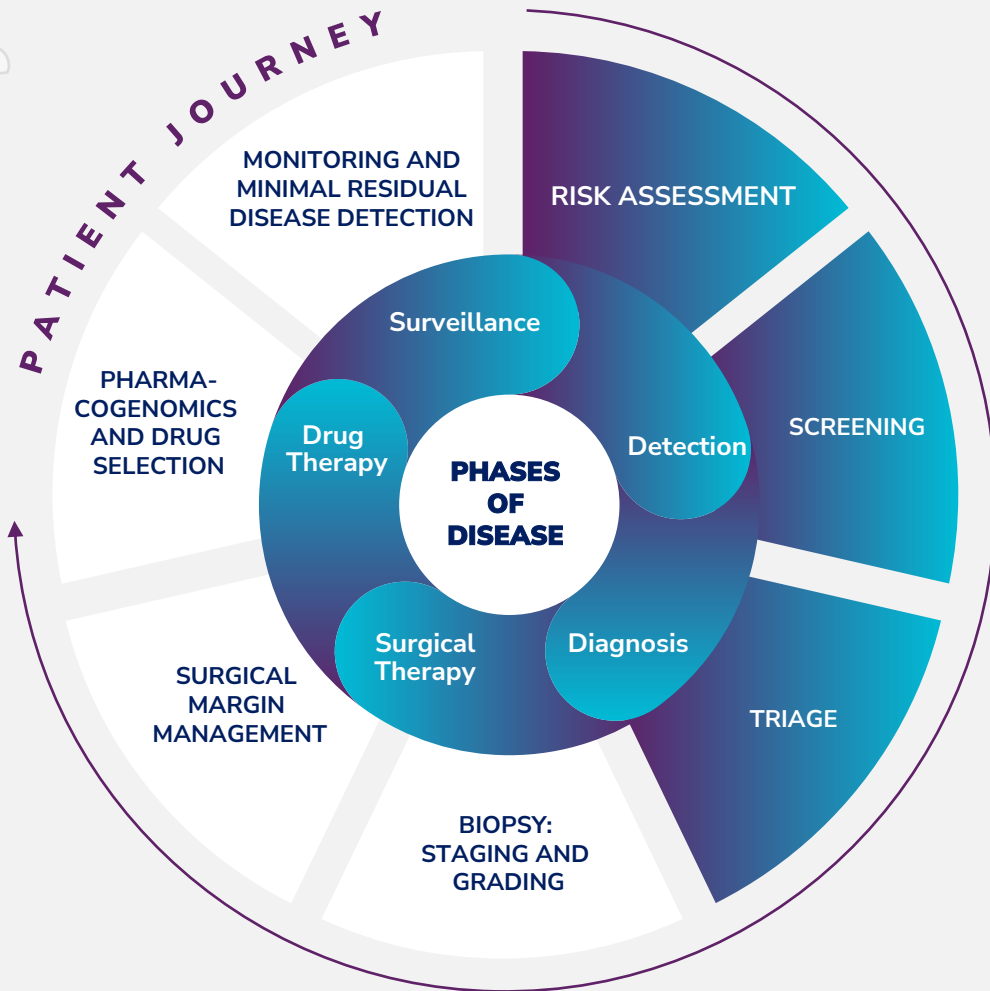 PATIENT JOURNEY
RISK ASSESSMENT
SCREENING
TRIAGE
BIOPSY:
STAGING AND
GRADING
SURGICAL
MARGIN
MANAGEMENT
PHARMA-
COGENOMICS
AND DRUG
SELECTION
MONITORING AND
MINIMAL RESIDUAL
DISEASE DETECTION
Surveillance
Detection
Diagnosis
Surgical
Therapy
Drug
Therapy
PHASES
OF
DISEASE